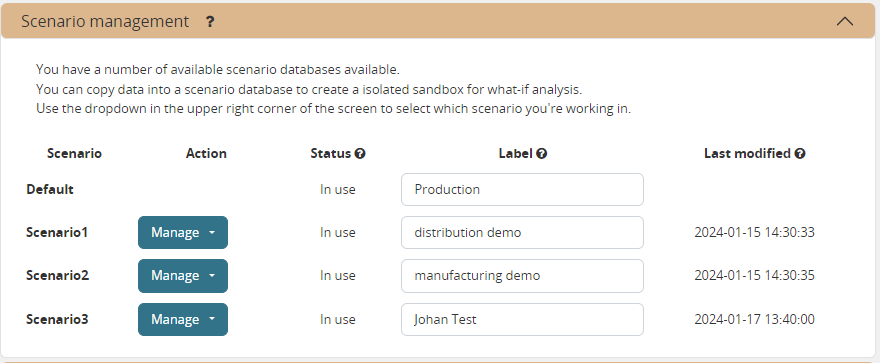 Scenario management ?
You have a number of available scenario databases available.
You can copy data into a scenario database to create a isolated sandbox for what-if analysis.
Use the dropdown in the upper right corner of the screen to select which scenario you're working in.
Scenario Action Status ? Label ? Last modified ?
Default In use Production
Scenario1 Manage In use distribution demo 2024-01-15 14:30:33
Scenario2 Manage In use manufacturing demo 2024-01-15 14:30:35
Scenario3 Manage In use Johan Test 2024-01-17 13:40:00